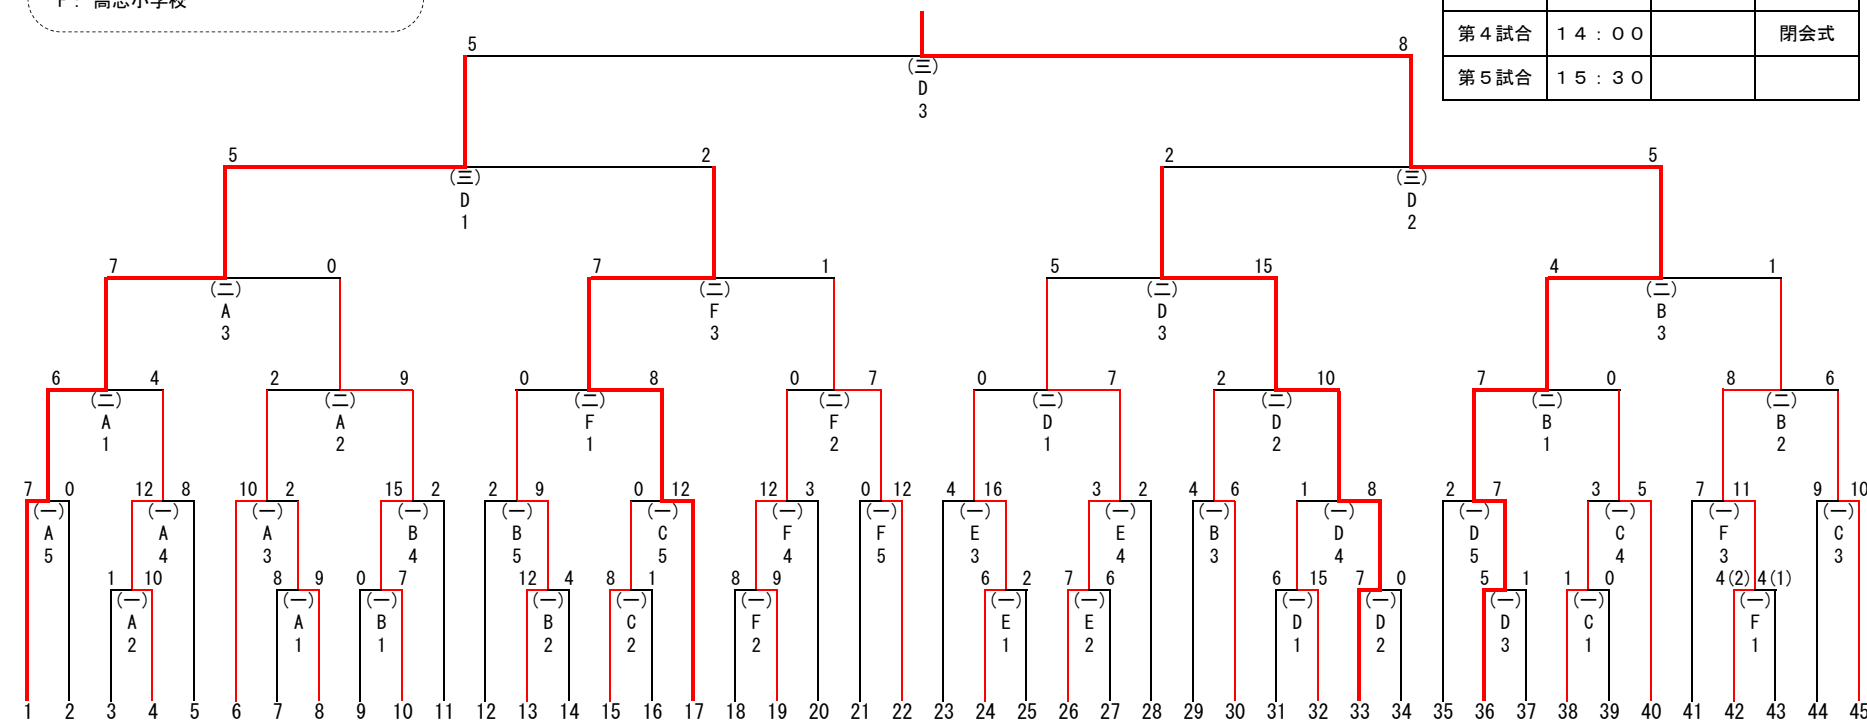 F：高志小学校
第４試合 １４：００ 閉会式
第５試合 １５：３０
5 8
(三)
D
3
5 2 2 5
(三) (三)
D D
1 2
7 0 7 1 5 15 4 1
(二) (二) (二) (二)
A F D B
3 3 3 3
6 4 2 9 0 8 0 7 0 7 2 10 7 0 8 6
(二) (二) (二) (二) (二) (二) (二) (二)
A A F F D D B B
1 2 1 2 1 2 1 2
7 0 12 8 10 2 15 2 2 9 0 12 12 3 0 12 4 16 3 2 4 6 1 8 2 7 3 5 7 11 9 10
(一) (一) (一) (一) (一) (一) (一) (一) (一) (一) (一) (一) (一) (一) (一) (一)
A A A B B C F F E E B D D C F C
5 4 3 4 5 5 4 5 3 4 3 4 5 4 3 3
1 10 8 9 0 7 12 4 8 1 8 9 6 2 7 6 6 15 7 0 5 1 1 0 4(2) 4(1)
(一) (一) (一) (一) (一) (一) (一) (一) (一) (一) (一) (一) (一)
A A B B C F E E D D D C F
2 1 1 2 2 2 1 2 1 2 3 1 1
1 2 3 4 5 6 7 8 9 10 11 12 13 14 15 16 17 18 19 20 21 22 23 24 25 26 27 28 29 30 31 32 33 34 35 36 37 38 39 40 41 42 43 44 45